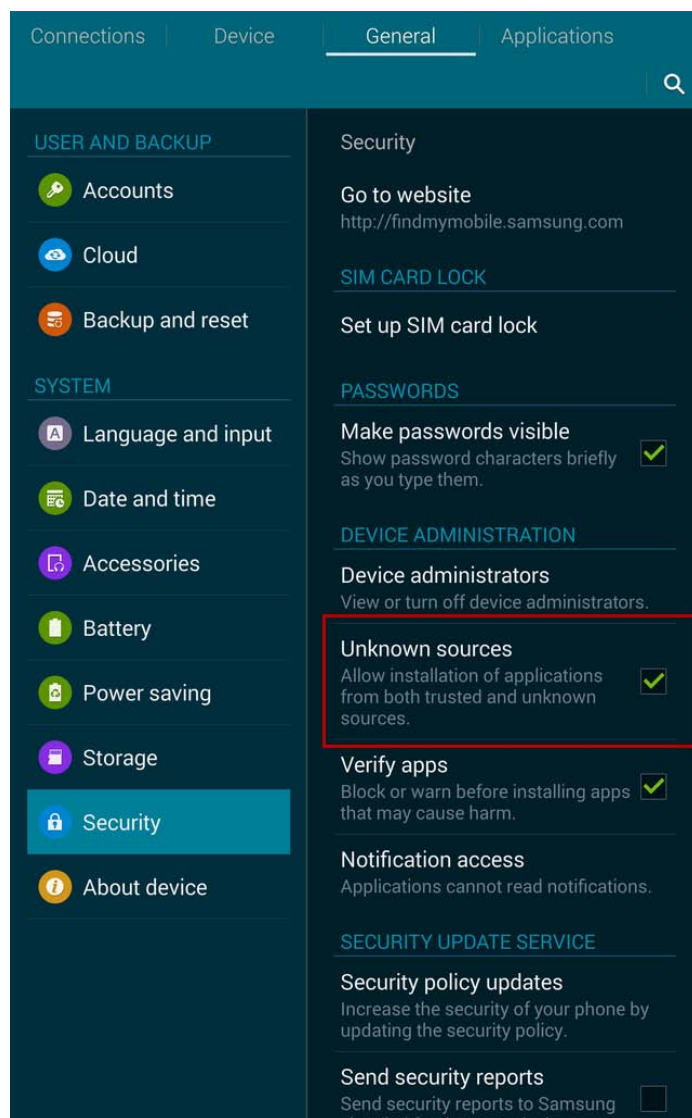 Connections
Device
General
Applications
USER AND BACKUP
Accounts
Cloud
Backup and reset
SYSTEM
Language and input
Date and time
Accessories
Battery
Power saving
Storage
Security
About device
Security
Go to website
http://findmymobile.samsung.com
SIM CARD LOCK
Set up SIM card lock
PASSWORDS
Make passwords visible
Show password characters briefly
as you type them.
DEVICE ADMINISTRATION
Device administrators
View or turn off device administrators.
Unknown sources
Allow installation of applications
from both trusted and unknown
sources.
Verify apps
Block or warn before installing apps
that may cause harm.
Notification access
Applications cannot read notifications.
SECURITY UPDATE SERVICE
Security policy updates
Increase the security of your phone by
updating the security policy.
Send security reports
Send security reports to Samsung